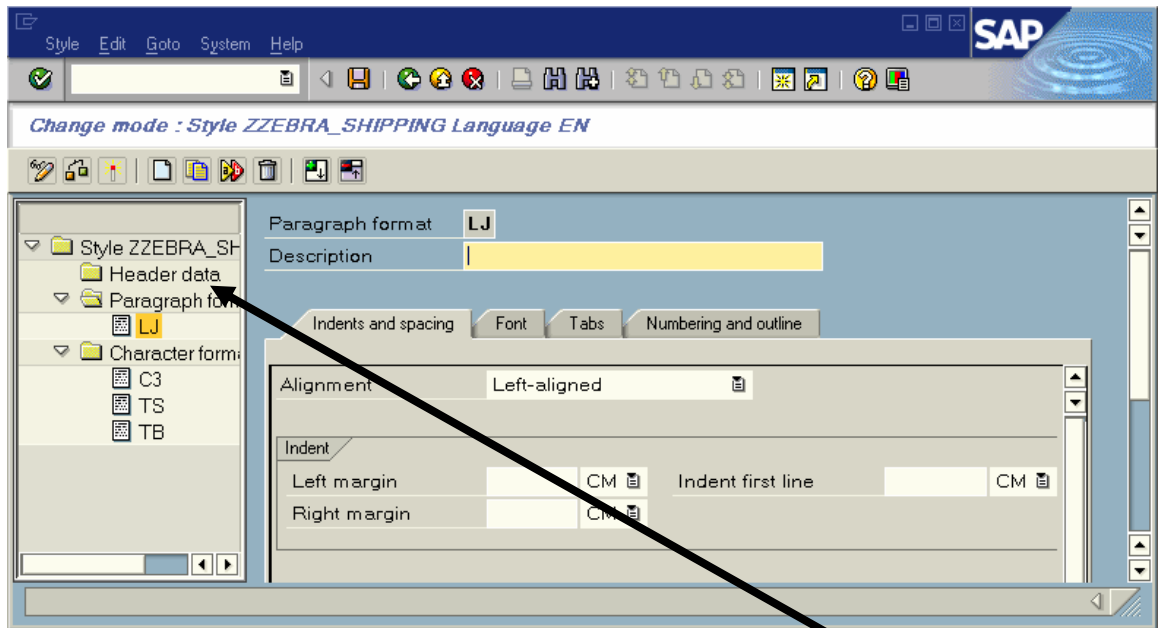 Style Edit Goto System Help
SAP
Change mode : Style ZZEBRA_SHIPPING Language EN
Style ZZEBRA_SH
Header data
Paragraph form
LJ
Character forma
C3
TS
TB
Paragraph format LJ
Description
Indents and spacing Font Tabs Numbering and outline
Alignment Left-aligned
Indent
Left margin CM Indent first line CM
Right margin CM